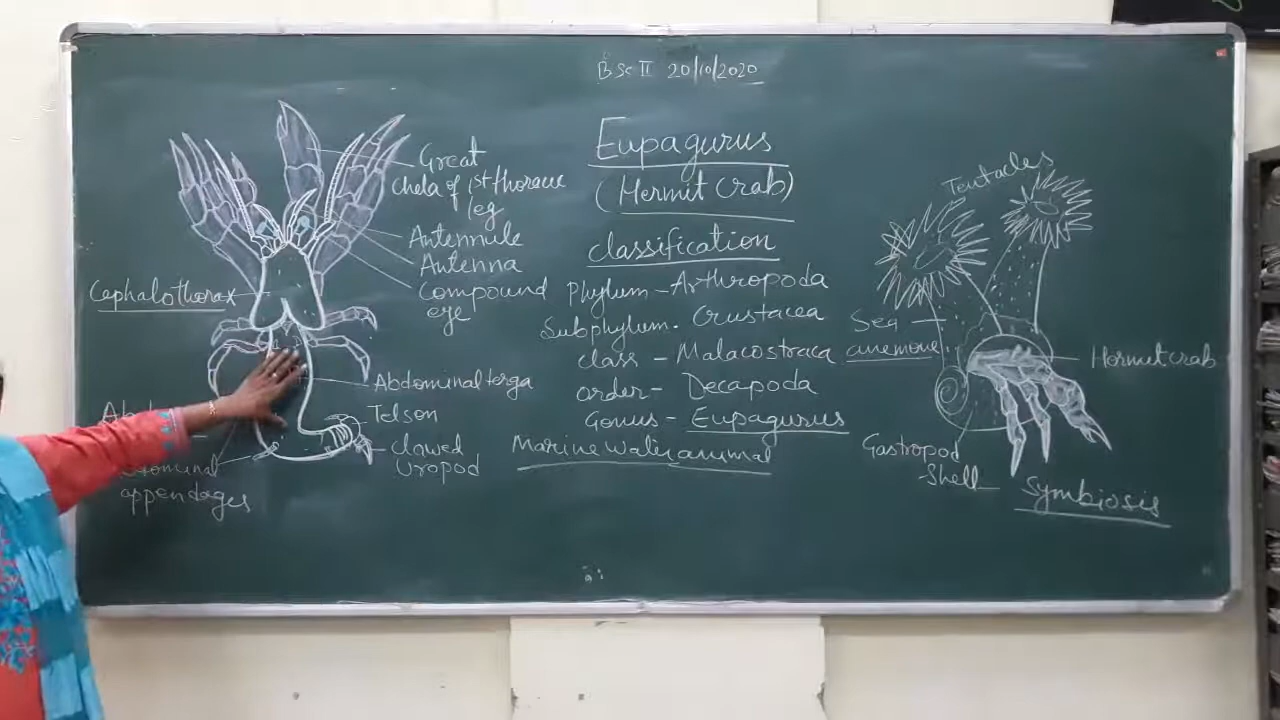 BSc II 20/10/2020
Great
Chela of 1st thoracic
leg
Antennule
Antenna
Compound
eye
Cephalothorax
Abdominal terga
Telson
clawed
Uropod
appendages
Eupagurus
(Hermit Crab)
classification
Phylum - Arthropoda
Subphylum. Crustacea
class - Malacostraca
order - Decapoda
Genus - Eupagurus
Marine water animal
Tentacles
Sea
anemone
Hermit crab
Gastropod
Shell
Symbiosis